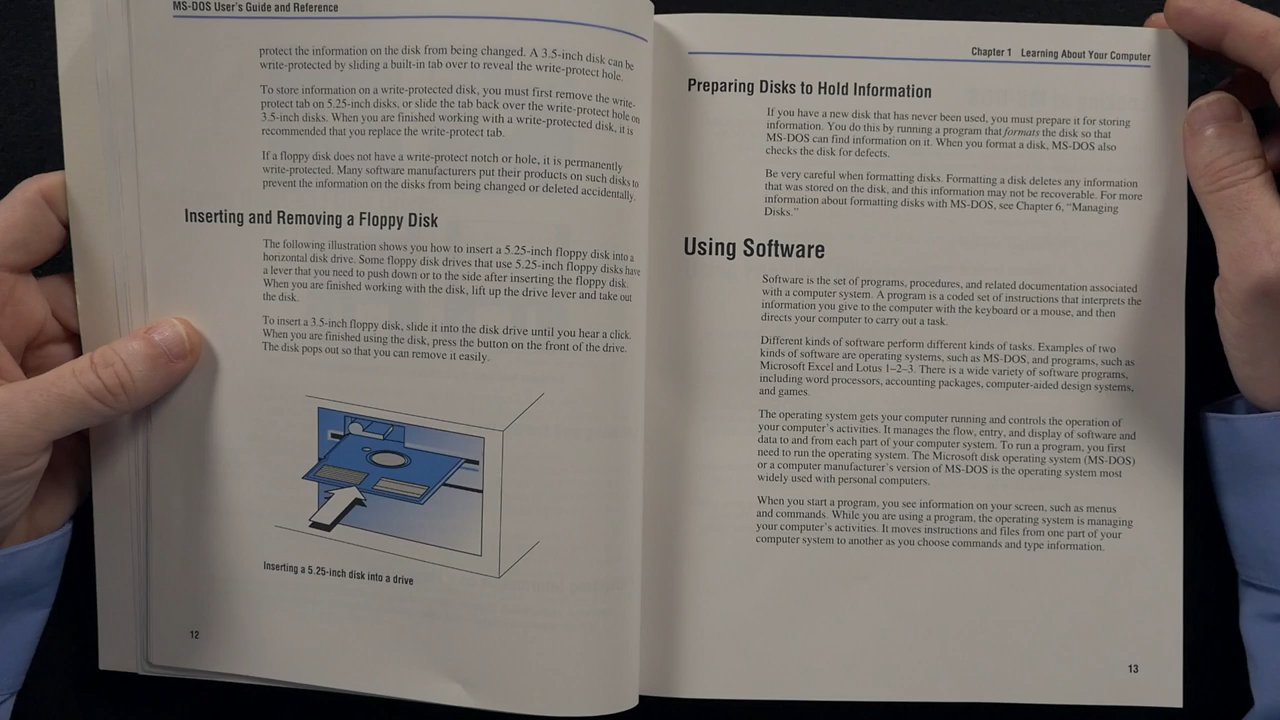 MS-DOS User's Guide and Reference
protect the information on the disk from being changed. A 3.5-inch disk can be
write-protected by sliding a built-in tab over to reveal the write-protect hole.
To store information on a write-protected disk, you must first remove the write-
protect tab on 5.25-inch disks, or slide the tab back over the write-protect hole on
3.5-inch disks. When you are finished working with a write-protected disk, it is
recommended that you replace the write-protect tab.
If a floppy disk does not have a write-protect notch or hole, it is permanently
write-protected. Many software manufacturers put their products on such disks to
prevent the information on the disks from being changed or deleted accidentally.
Inserting and Removing a Floppy Disk
The following illustration shows you how to insert a 5.25-inch floppy disk into a
horizontal disk drive. Some floppy disk drives that use 5.25-inch floppy disks have
a lever that you need to push down or to the side after inserting the floppy disk.
When you are finished working with the disk, lift up the drive lever and take out
the disk.
To insert a 3.5-inch floppy disk, slide it into the disk drive until you hear a click.
When you are finished using the disk, press the button on the front of the drive.
The disk pops out so that you can remove it easily.
Inserting a 5.25-inch disk into a drive
12
Chapter 1 Learning About Your Computer
Preparing Disks to Hold Information
If you have a new disk that has never been used, you must prepare it for storing
information. You do this by running a program that formats the disk so that
MS-DOS can find information on it. When you format a disk, MS-DOS also
checks the disk for defects.
Be very careful when formatting disks. Formatting a disk deletes any information
that was stored on the disk, and this information may not be recoverable. For more
information about formatting disks with MS-DOS, see Chapter 6, "Managing
Disks."
Using Software
Software is the set of programs, procedures, and related documentation associated
with a computer system. A program is a coded set of instructions that interprets the
information you give to the computer with the keyboard or a mouse, and then
directs your computer to carry out a task.
Different kinds of software perform different kinds of tasks. Examples of two
kinds of software are operating systems, such as MS-DOS, and programs, such as
Microsoft Excel and Lotus 1–2–3. There is a wide variety of software programs,
including word processors, accounting packages, computer-aided design systems,
and games.
The operating system gets your computer running and controls the operation of
your computer's activities. It manages the flow, entry, and display of software and
data to and from each part of your computer system. To run a program, you first
need to run the operating system. The Microsoft disk operating system (MS-DOS)
or a computer manufacturer's version of MS-DOS is the operating system most
widely used with personal computers.
When you start a program, you see information on your screen, such as menus
and commands. While you are using a program, the operating system is managing
your computer's activities. It moves instructions and files from one part of your
computer system to another as you choose commands and type information.
13